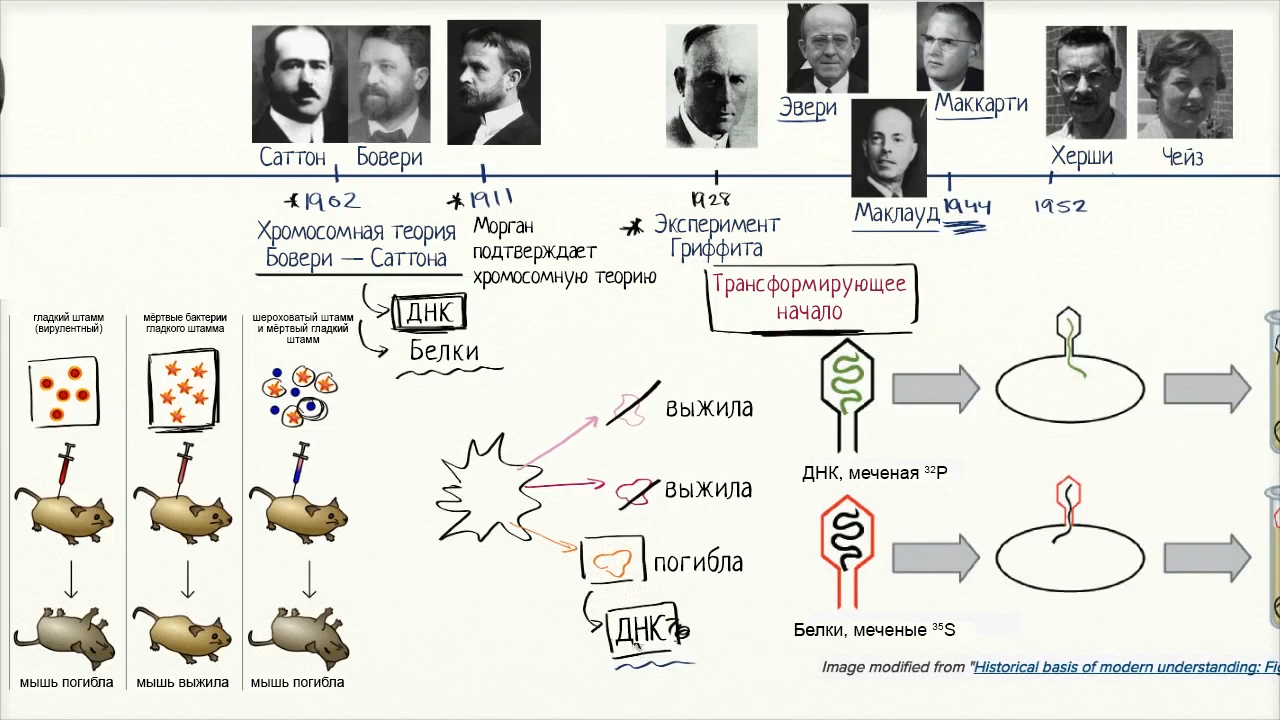 Саттон
Бовери
Эвери
Маккарти
Маклауд
Херши
Чейз
1902
1911
1928
1944
1952
Хромосомная теория
Бовери — Саттона
Морган
подтверждает
хромосомную теорию
Эксперимент
Гриффита
Трансформирующее
начало
ДНК
Белки
гладкий штамм
(вирулентный)
мёртвые бактерии
гладкого штамма
шероховатый штамм
и мёртвый гладкий
штамм
мышь погибла
мышь выжила
мышь погибла
выжила
выжила
погибла
ДНК
ДНК, меченая ³²P
Белки, меченые ³⁵S
Image modified from "Historical basis of modern understanding: Fi